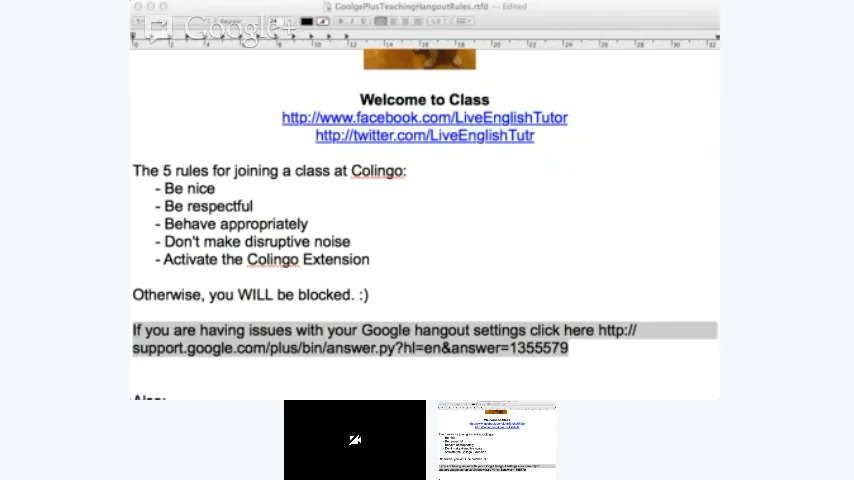 CoolgePlusTeachingHangoutRules.rtfd — Edited
Google+
Welcome to Class
http://www.facebook.com/LiveEnglishTutor
http://twitter.com/LiveEnglishTutr
The 5 rules for joining a class at Colingo:
- Be nice
- Be respectful
- Behave appropriately
- Don't make disruptive noise
- Activate the Colingo Extension
Otherwise, you WILL be blocked. :)
If you are having issues with your Google hangout settings click here http://
support.google.com/plus/bin/answer.py?hl=en&answer=1355579
Also: